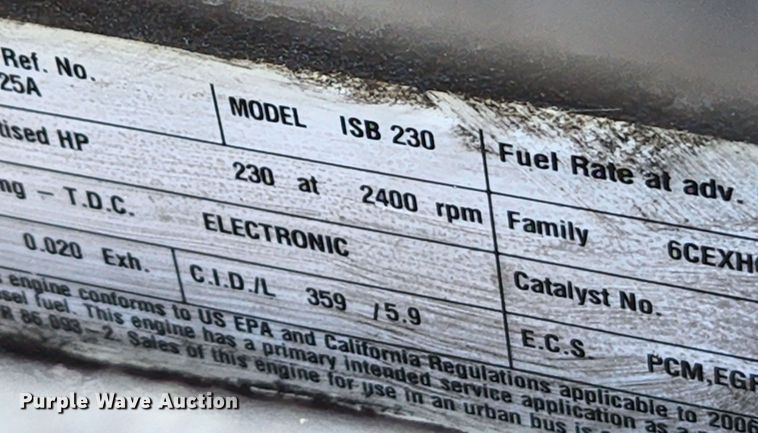 Ref. No.
25A
MODEL ISB 230
Fuel Rate at adv.
tised HP 230 at 2400 rpm
Family 6CEXH
ng - T.D.C. ELECTRONIC
Catalyst No.
0.020 Exh. C.I.D./L 359 / 5.9
E.C.S. PCM,EGR
engine conforms to US EPA and California Regulations applicable to 2006
sel fuel. This engine has a primary intended service application as a
R 86.093-2. Sales of this engine for use in an urban bus is
Purple Wave Auction